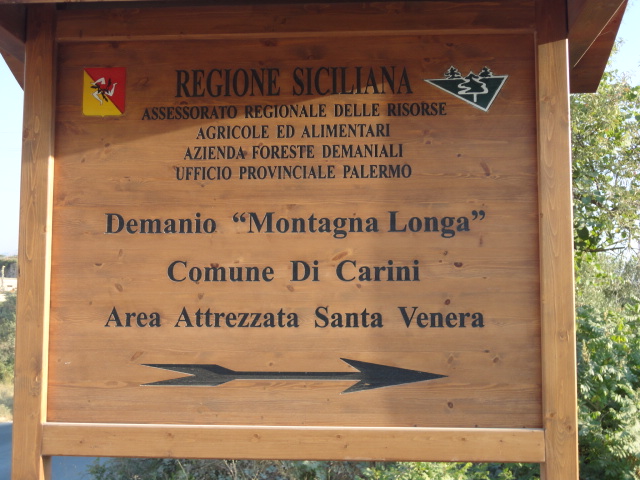 REGIONE SICILIANA
ASSESSORATO REGIONALE DELLE RISORSE
AGRICOLE ED ALIMENTARI
AZIENDA FORESTE DEMANIALI
UFFICIO PROVINCIALE PALERMO
Demanio “Montagna Longa”
Comune Di Carini
Area Attrezzata Santa Venera